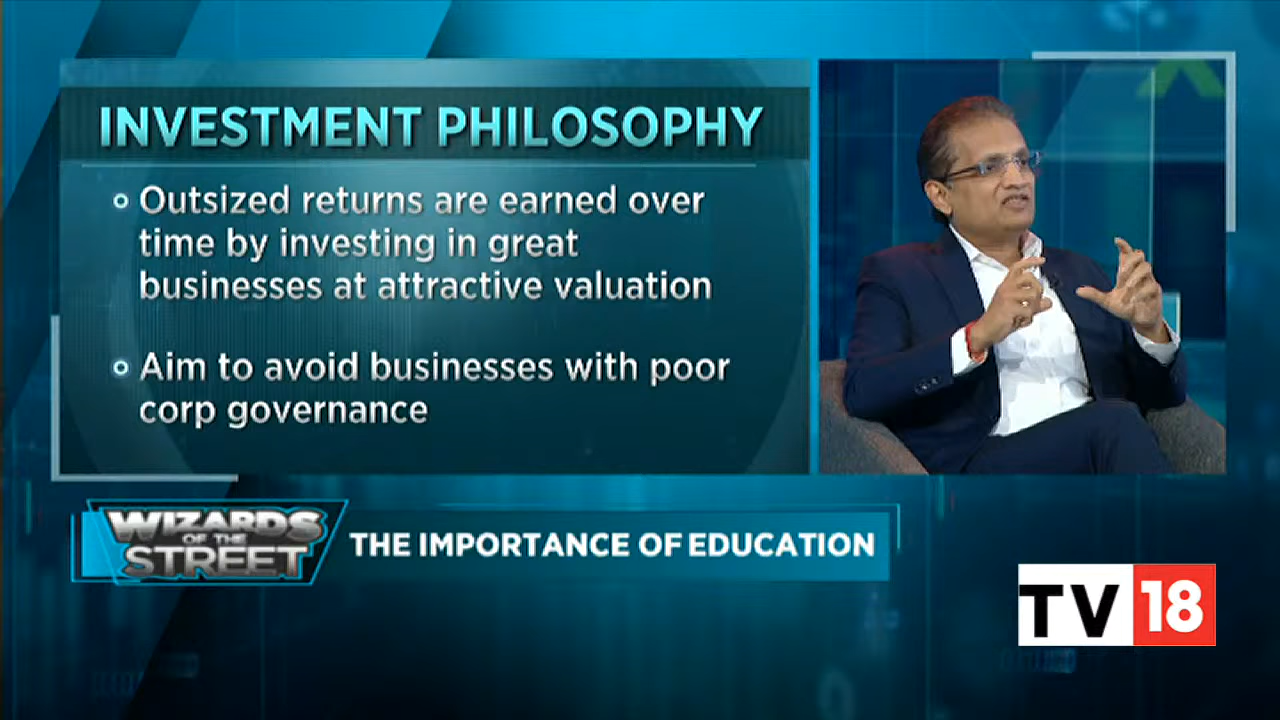 INVESTMENT PHILOSOPHY
Outsized returns are earned over
time by investing in great
businesses at attractive valuation
Aim to avoid businesses with poor
corp governance
WIZARDS
OF THE
STREET
THE IMPORTANCE OF EDUCATION
TV18